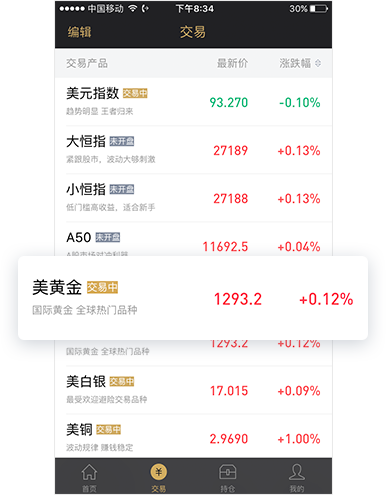 中国移动 下午8:34 30%
编辑 交易
交易产品 最新价 涨跌幅
美元指数 交易中 93.270 -0.10%
趋势明显 王者归来
大恒指 未开盘 27189 +0.13%
紧跟股市，波动大够刺激
小恒指 未开盘 27188 +0.13%
低门槛高收益，适合新手
A50 未开盘 11692.5 +0.04%
美黄金 交易中 1293.2 +0.12%
国际黄金 全球热门品种
1293.2 +0.12%
国际黄金 全球热门品种
美白银 交易中 17.015 +0.09%
最受欢迎避险交易品种
美铜 交易中 2.9690 +1.00%
波动规律 赚钱稳定
首页 交易 持仓 我的